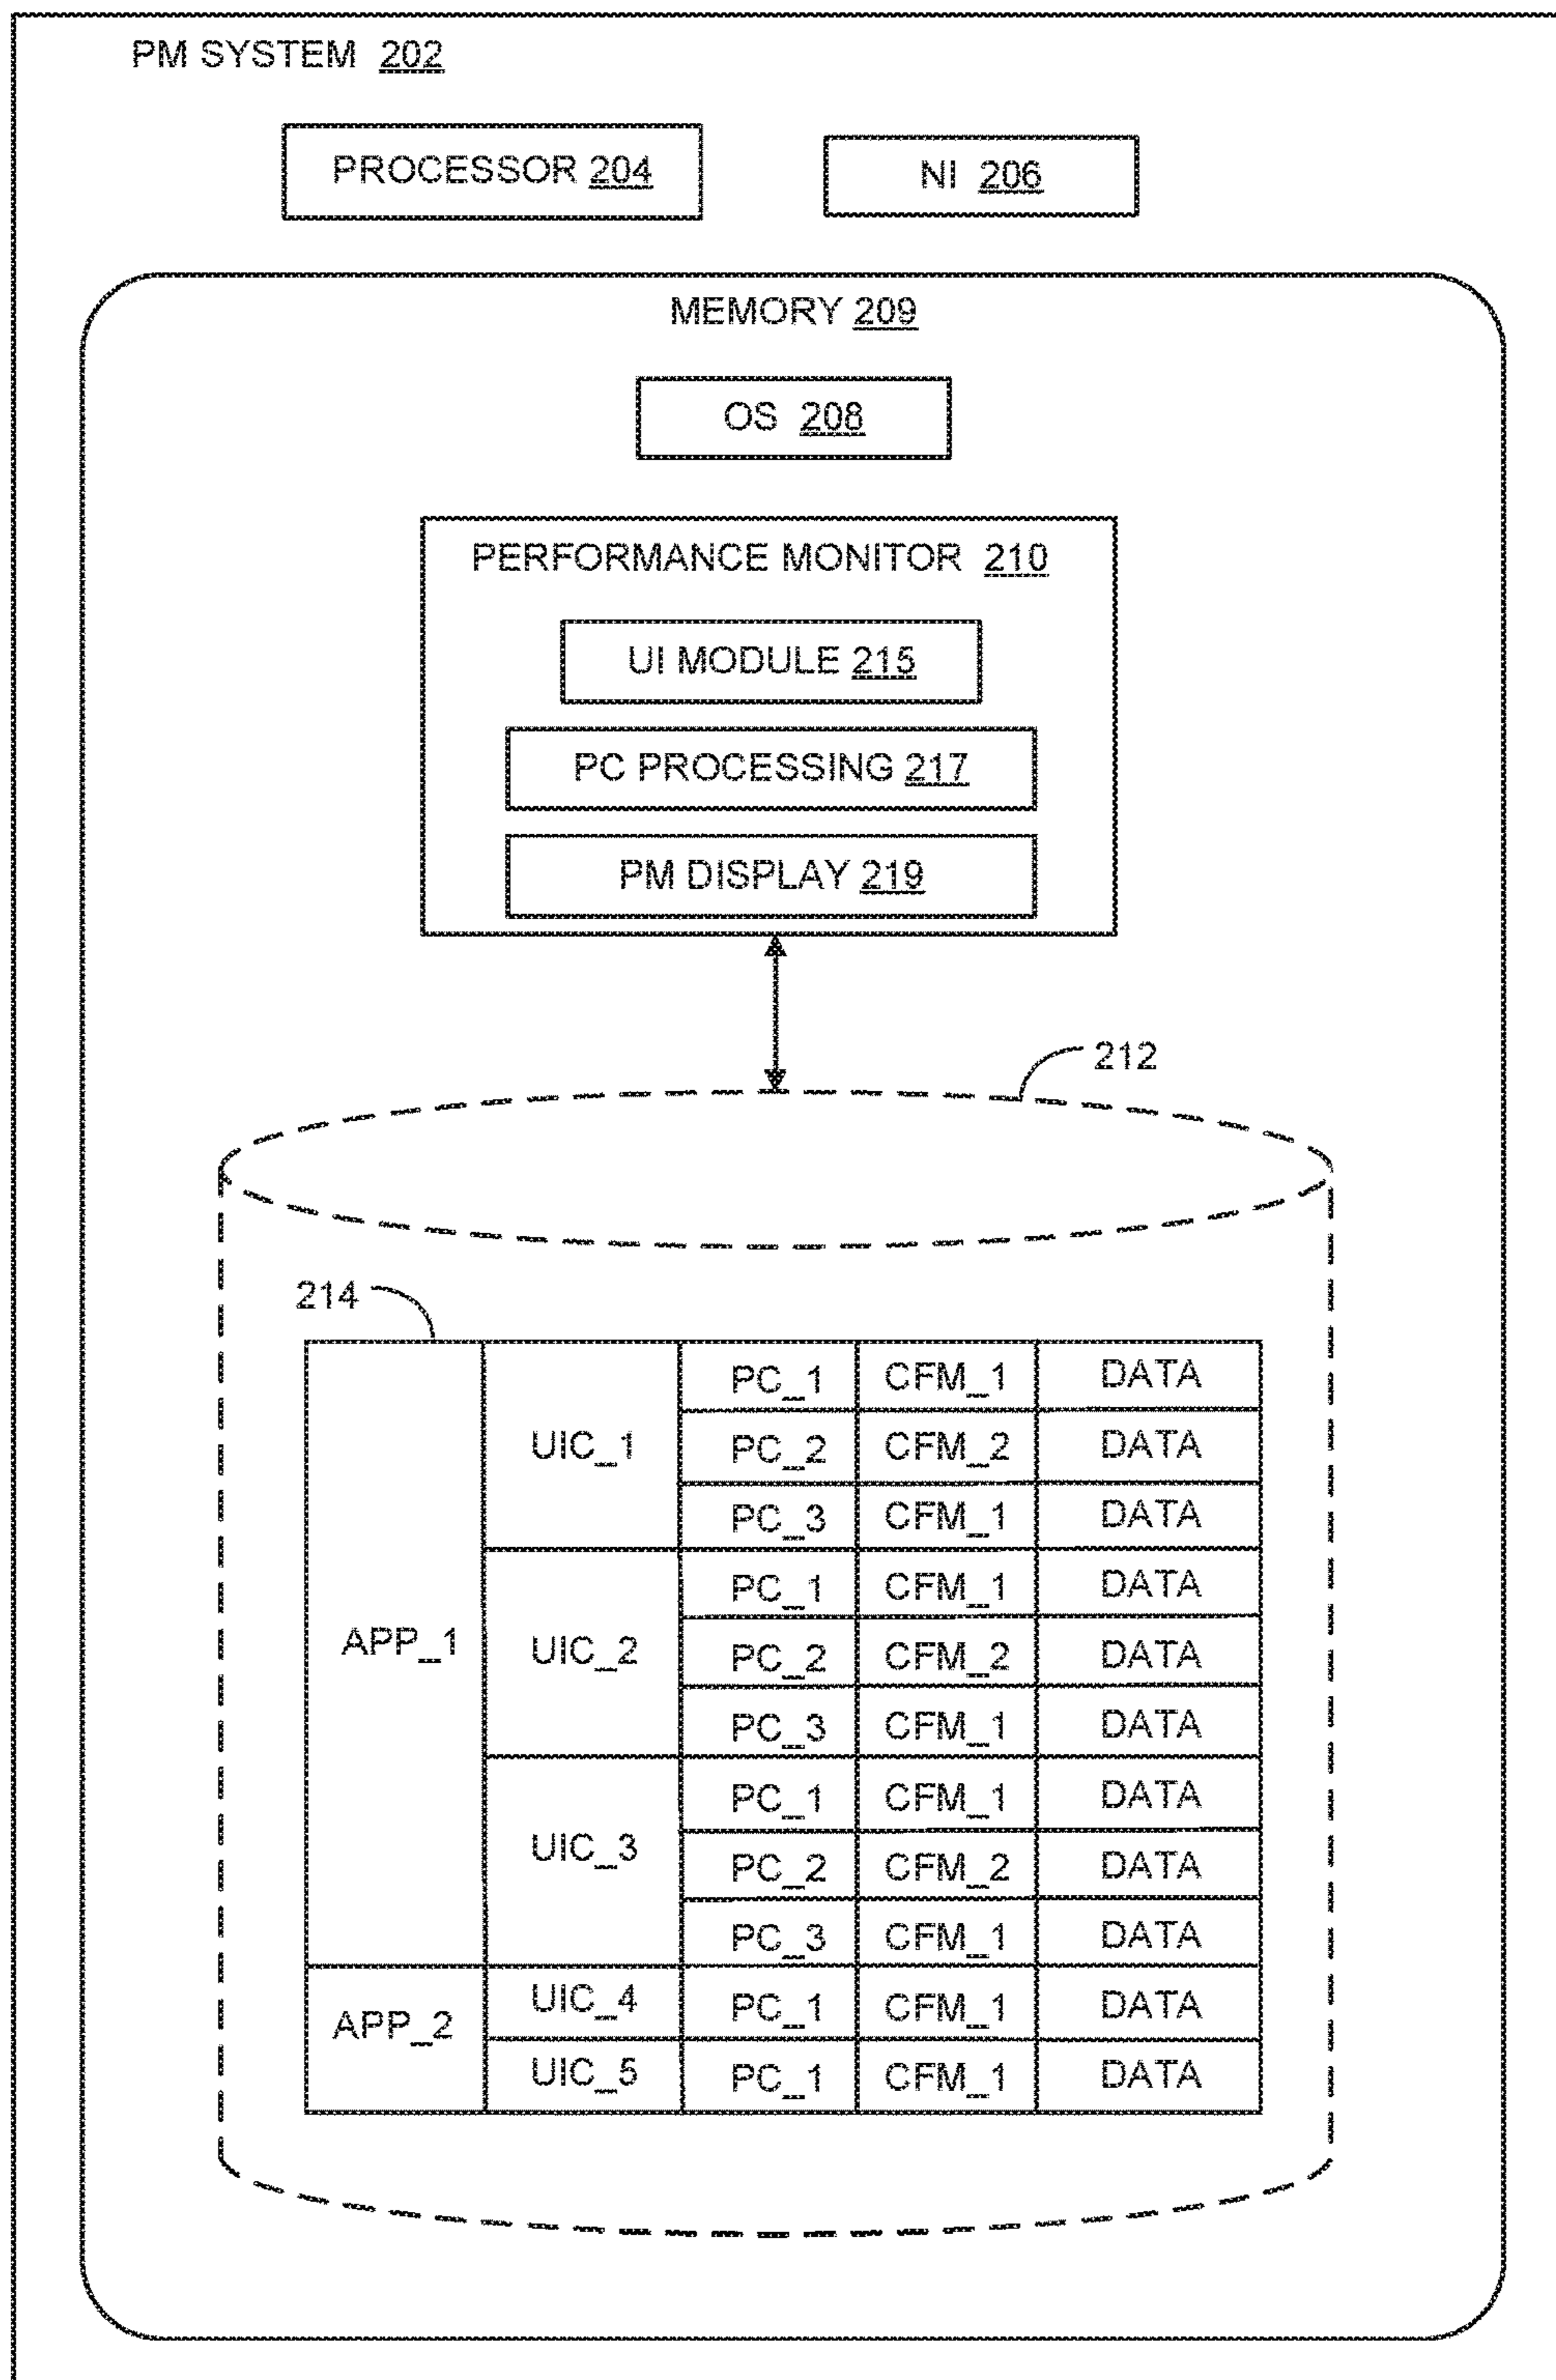 PM SYSTEM 202
PROCESSOR 204
NI 206
MEMORY 209
OS 208
PERFORMANCE MONITOR 210
UI MODULE 215
PC PROCESSING 217
PM DISPLAY 219
212
214
APP_1 UIC_1 PC_1 CFM_1 DATA
PC_2 CFM_2 DATA
PC_3 CFM_1 DATA
UIC_2 PC_1 CFM_1 DATA
PC_2 CFM_2 DATA
PC_3 CFM_1 DATA
UIC_3 PC_1 CFM_1 DATA
PC_2 CFM_2 DATA
PC_3 CFM_1 DATA
APP_2 UIC_4 PC_1 CFM_1 DATA
UIC_5 PC_1 CFM_1 DATA